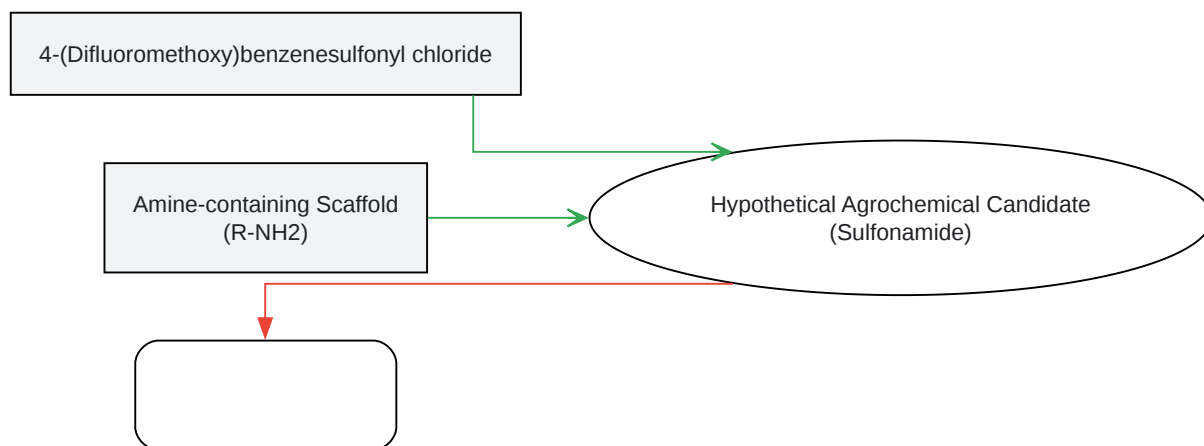 4-(Difluoromethoxy)benzenesulfonyl chloride
Amine-containing Scaffold
(R-NH2)
Hypothetical Agrochemical Candidate
(Sulfonamide)